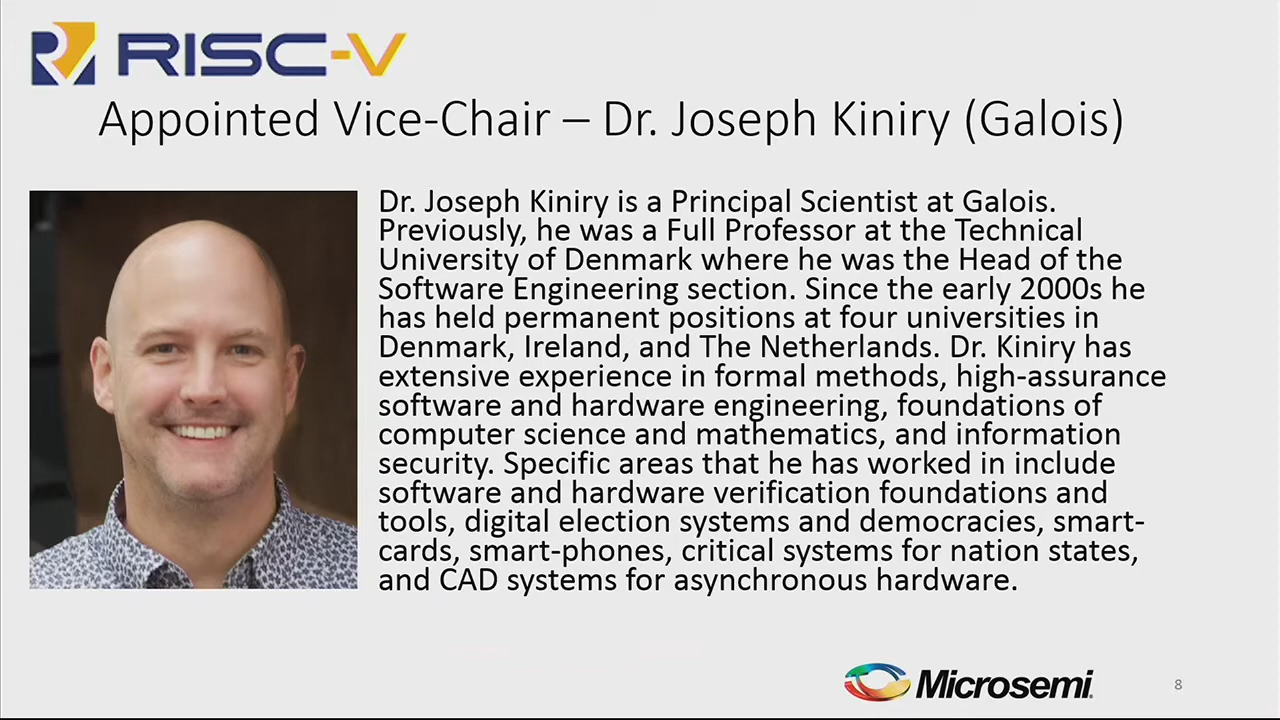 RISC-V
Appointed Vice-Chair – Dr. Joseph Kiniry (Galois)
Dr. Joseph Kiniry is a Principal Scientist at Galois.
Previously, he was a Full Professor at the Technical
University of Denmark where he was the Head of the
Software Engineering section. Since the early 2000s he
has held permanent positions at four universities in
Denmark, Ireland, and The Netherlands. Dr. Kiniry has
extensive experience in formal methods, high-assurance
software and hardware engineering, foundations of
computer science and mathematics, and information
security. Specific areas that he has worked in include
software and hardware verification foundations and
tools, digital election systems and democracies, smart-
cards, smart-phones, critical systems for nation states,
and CAD systems for asynchronous hardware.
Microsemi.
8